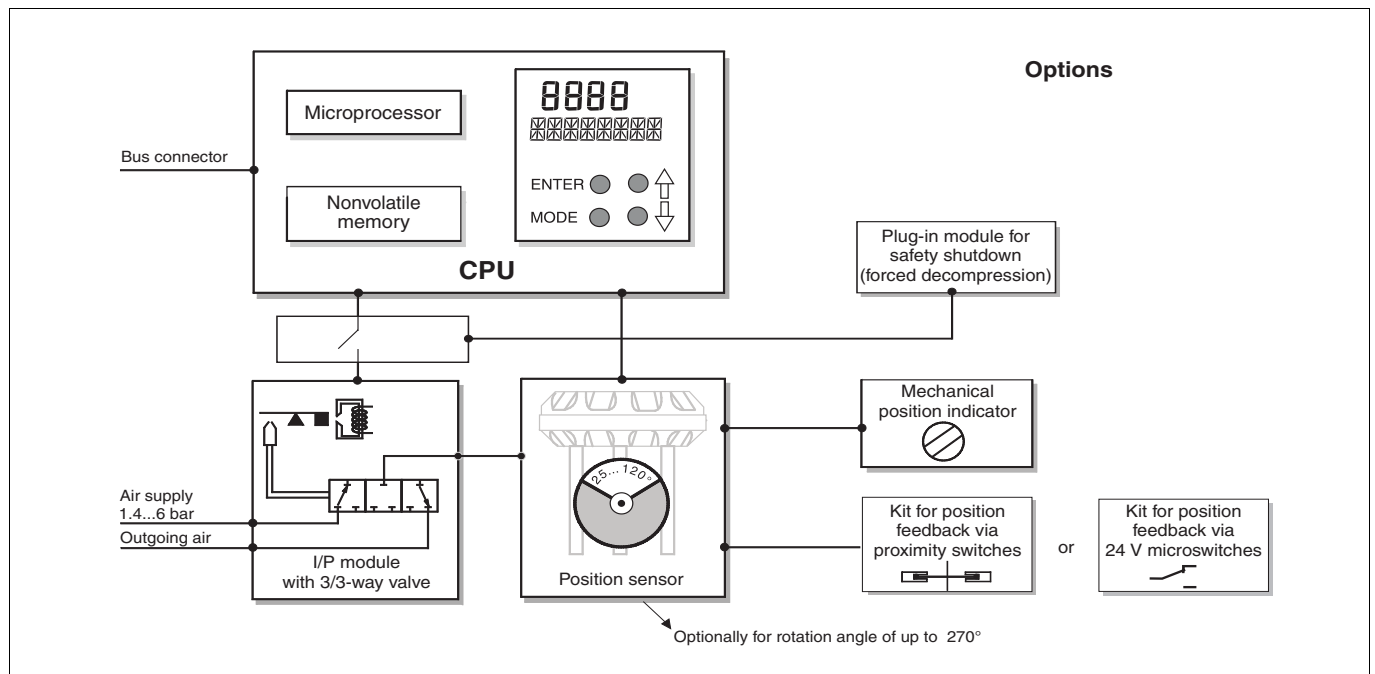 Options
Microprocessor
8888
Bus connector
ENTER
Nonvolatile
memory
MODE
CPU
Plug-in module for
safety shutdown
(forced decompression)
Mechanical
position indicator
25... 120°
Air supply
1.4...6 bar
Outgoing air
I/P module
with 3/3-way valve
Position sensor
Kit for position
feedback via
proximity switches
or
Kit for position
feedback via
24 V microswitches
Optionally for rotation angle of up to 270°